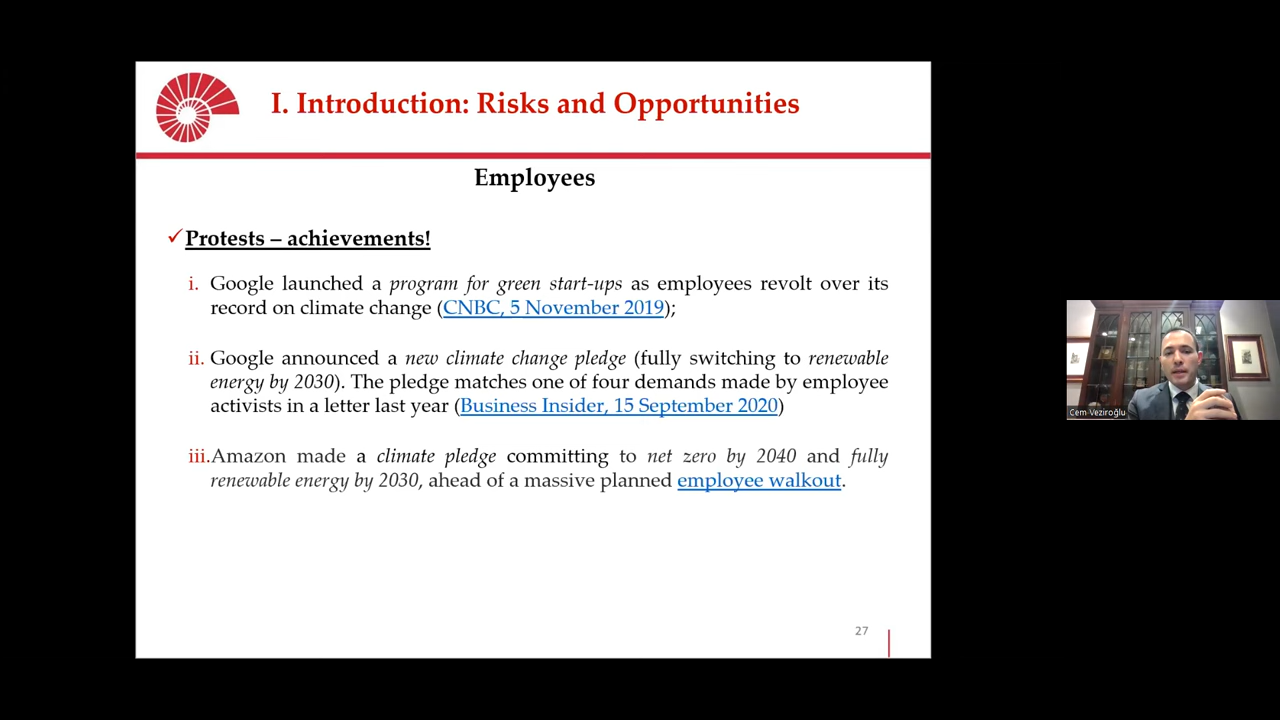 I. Introduction: Risks and Opportunities
Employees
✓Protests – achievements!
i. Google launched a program for green start-ups as employees revolt over its
record on climate change (CNBC, 5 November 2019);
ii. Google announced a new climate change pledge (fully switching to renewable
energy by 2030). The pledge matches one of four demands made by employee
activists in a letter last year (Business Insider, 15 September 2020)
iii.Amazon made a climate pledge committing to net zero by 2040 and fully
renewable energy by 2030, ahead of a massive planned employee walkout.
27
Cem Veziroğlu